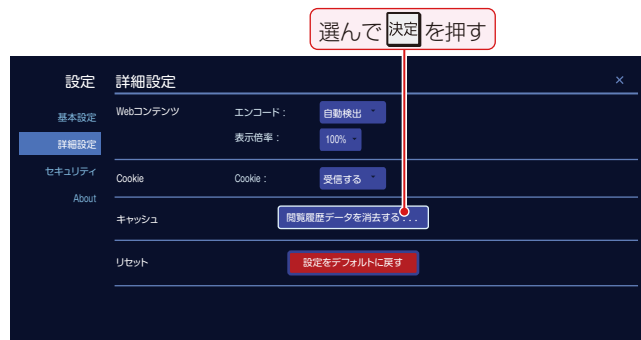 選んで 決定 を押す
設定 詳細設定 ×
基本設定
詳細設定
セキュリティ
About
Webコンテンツ エンコード: 自動検出
表示倍率: 100%
Cookie Cookie: 受信する
キャッシュ 閲覧履歴データを消去する...
リセット 設定をデフォルトに戻す